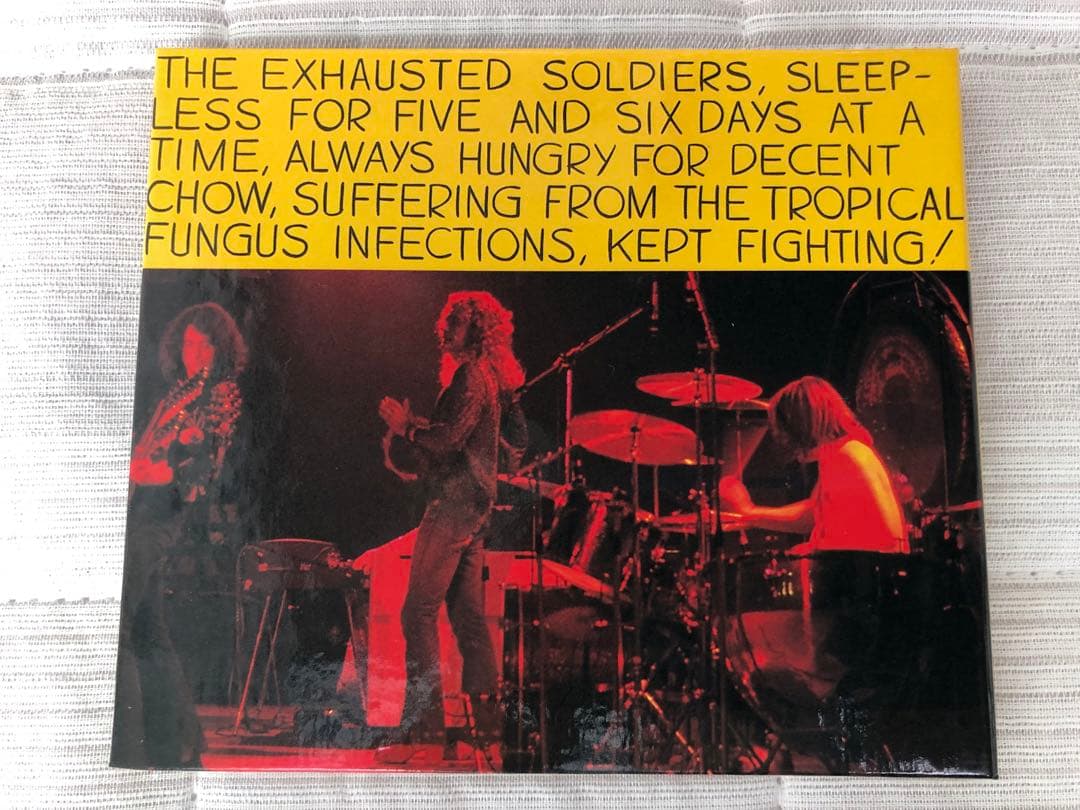 THE EXHAUSTED SOLDIERS, SLEEP-
LESS FOR FIVE AND SIX DAYS AT A
TIME, ALWAYS HUNGRY FOR DECENT
CHOW, SUFFERING FROM THE TROPICAL
FUNGUS INFECTIONS, KEPT FIGHTING!